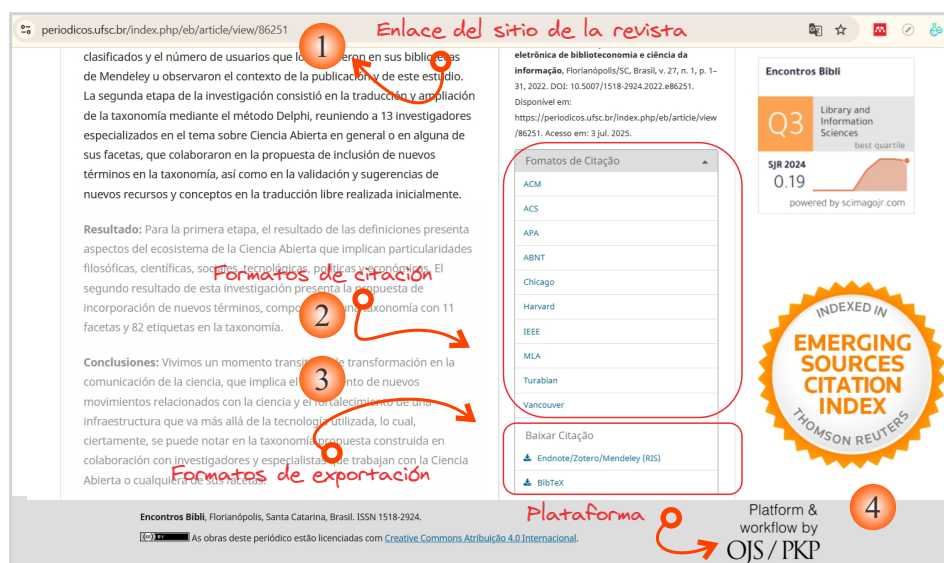 periodicos.ufsc.br/index.php/eb/article/view/86251
Enlace del sitio de la revista
1
clasificados y el número de usuarios que lo eron en sus bibliotecas
de Mendeley u observaron el contexto de la publicación y de este estudio.
La segunda etapa de la investigación consistió en la traducción y ampliación
de la taxonomía mediante el método Delphi, reuniendo a 13 investigadores
especializados en el tema sobre Ciencia Abierta en general o en alguna de
sus facetas, que colaboraron en la propuesta de inclusión de nuevos
términos en la taxonomía, así como en la validación y sugerencias de
nuevos recursos y conceptos en la traducción libre realizada inicialmente.
Resultado: Para la primera etapa, el resultado de las definiciones presenta
aspectos del ecosistema de la Ciencia Abierta que implican particularidades
filosóficas, científicas, sociales, tecnológicas, políticas y económicas. El
segundo resultado de esta investigación presenta la propuesta de
incorporación de nuevos términos, una taxonomía con 11
facetas y 82 etiquetas en la taxonomía.
Formatos de citación
2
Conclusiones: Vivimos un momento de transformación en la
comunicación de la ciencia, que implica el nto de nuevos
movimientos relacionados con la ciencia y el fortalecimiento de una
infraestructura que va más allá de la tecnología utilizada, lo cual,
ciertamente, se puede notar en la taxonomía propuesta construida en
colaboración con investigadores y especialistas que trabajan con la Ciencia
Abierta o cualquiera de sus facetas.
3
Formatos de exportación
eletrônica de biblioteconomia e ciência da
informação, Florianópolis/SC, Brasil, v. 27, n. 1, p. 1–
31, 2022. DOI: 10.5007/1518-2924.2022.e86251.
Disponível em:
https://periodicos.ufsc.br/index.php/eb/article/view
/86251. Acesso em: 3 jul. 2025.
Fomatos de Citação
ACM
ACS
APA
ABNT
Chicago
Harvard
IEEE
MLA
Turabian
Vancouver
Baixar Citação
Endnote/Zotero/Mendeley (RIS)
BibTeX
Encontros Bibli
Q3
Library and
Information
Sciences
best quartile
SJR 2024
0.19
powered by scimagojr.com
INDEXED IN
EMERGING
SOURCES
CITATION
INDEX
THOMSON REUTERS
4
Encontros Bibli, Florianópolis, Santa Catarina, Brasil. ISSN 1518-2924.
(cc) BY As obras deste periódico estão licenciadas com Creative Commons Atribuição 4.0 Internacional.
Plataforma
Platform &
workflow by
OJS / PKP